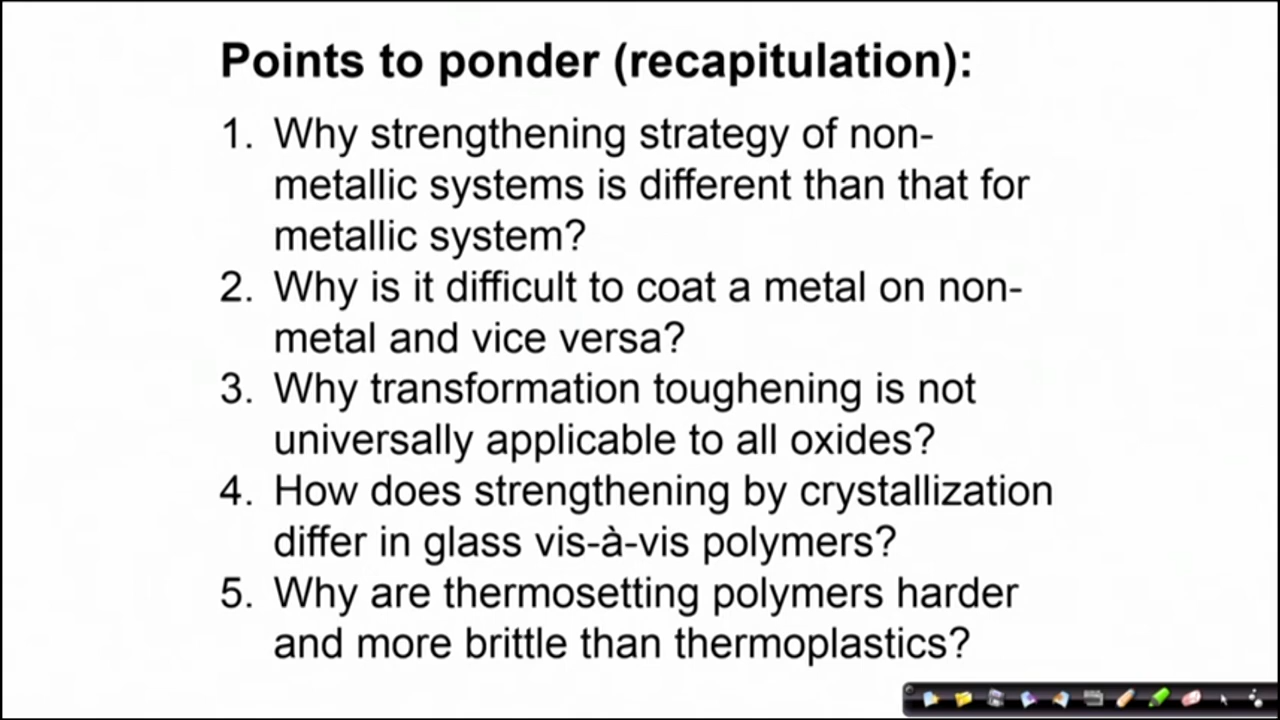 Points to ponder (recapitulation):
1. Why strengthening strategy of non-
metallic systems is different than that for
metallic system?
2. Why is it difficult to coat a metal on non-
metal and vice versa?
3. Why transformation toughening is not
universally applicable to all oxides?
4. How does strengthening by crystallization
differ in glass vis-à-vis polymers?
5. Why are thermosetting polymers harder
and more brittle than thermoplastics?